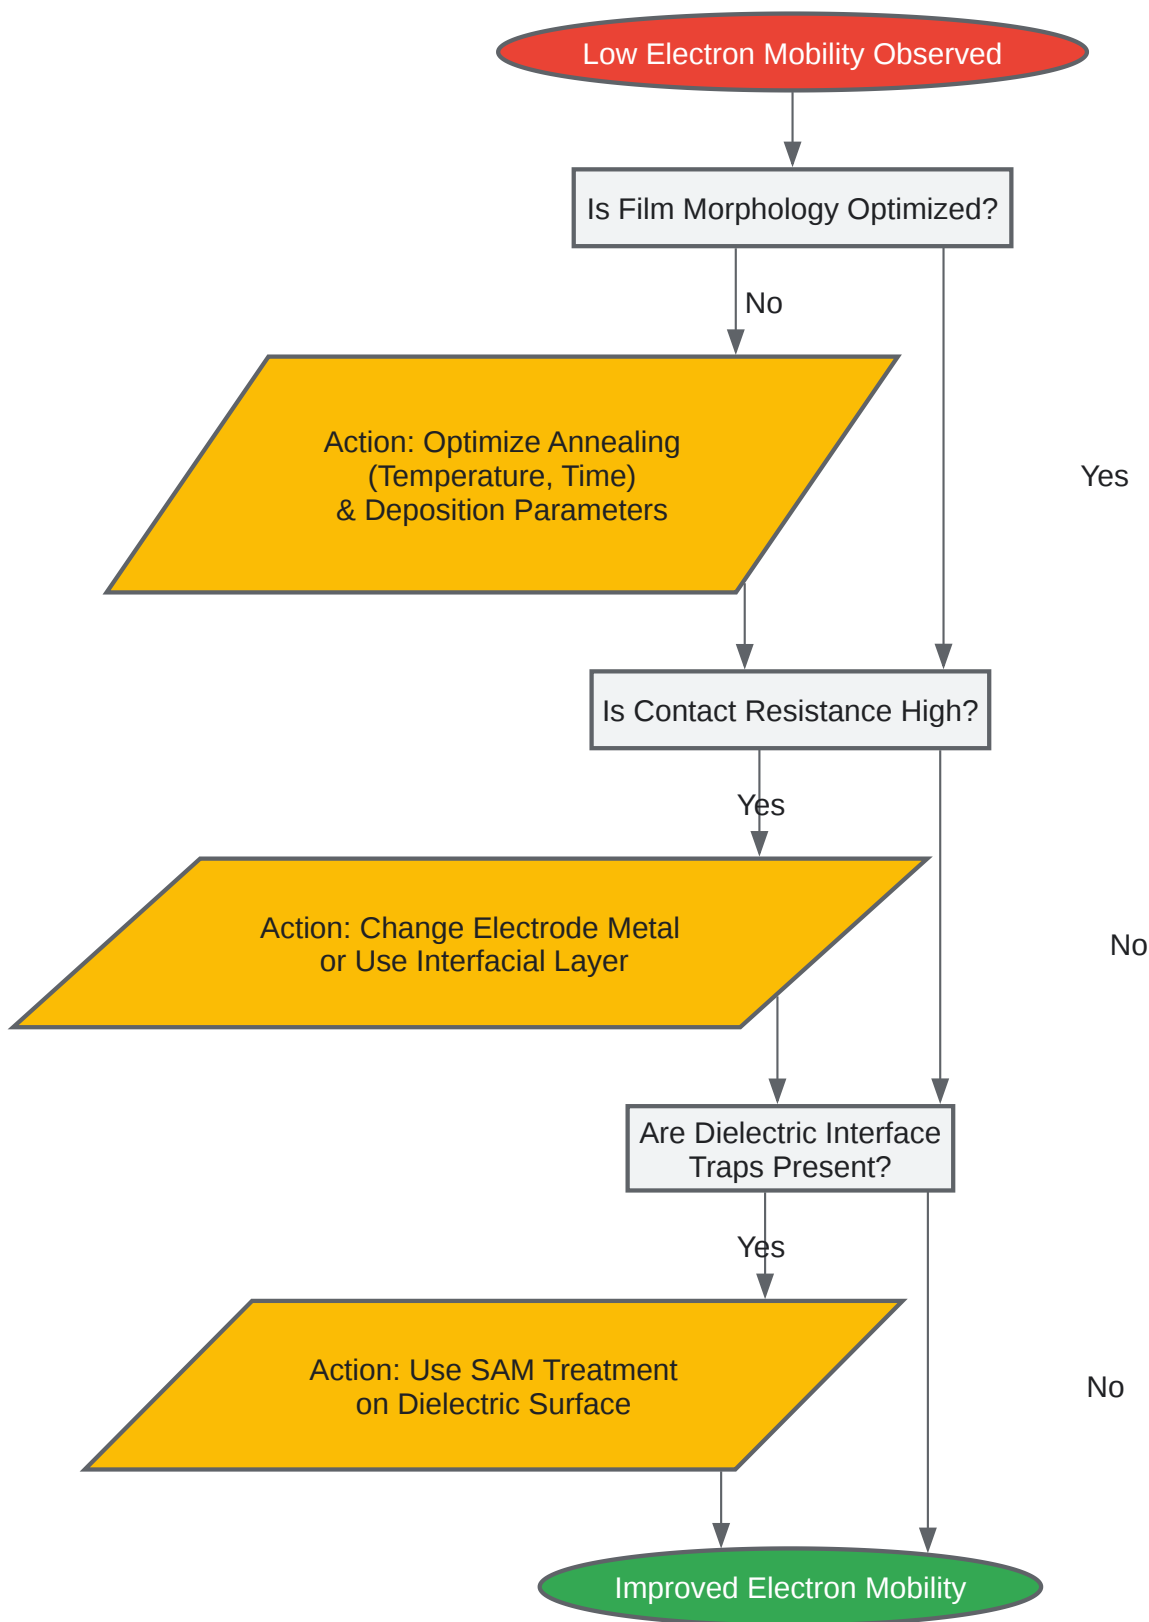 Low Electron Mobility Observed
Is Film Morphology Optimized?
No
Action: Optimize Annealing
(Temperature, Time)
& Deposition Parameters
Yes
Is Contact Resistance High?
Yes
Action: Change Electrode Metal
or Use Interfacial Layer
No
Are Dielectric Interface
Traps Present?
Yes
Action: Use SAM Treatment
on Dielectric Surface
No
Improved Electron Mobility